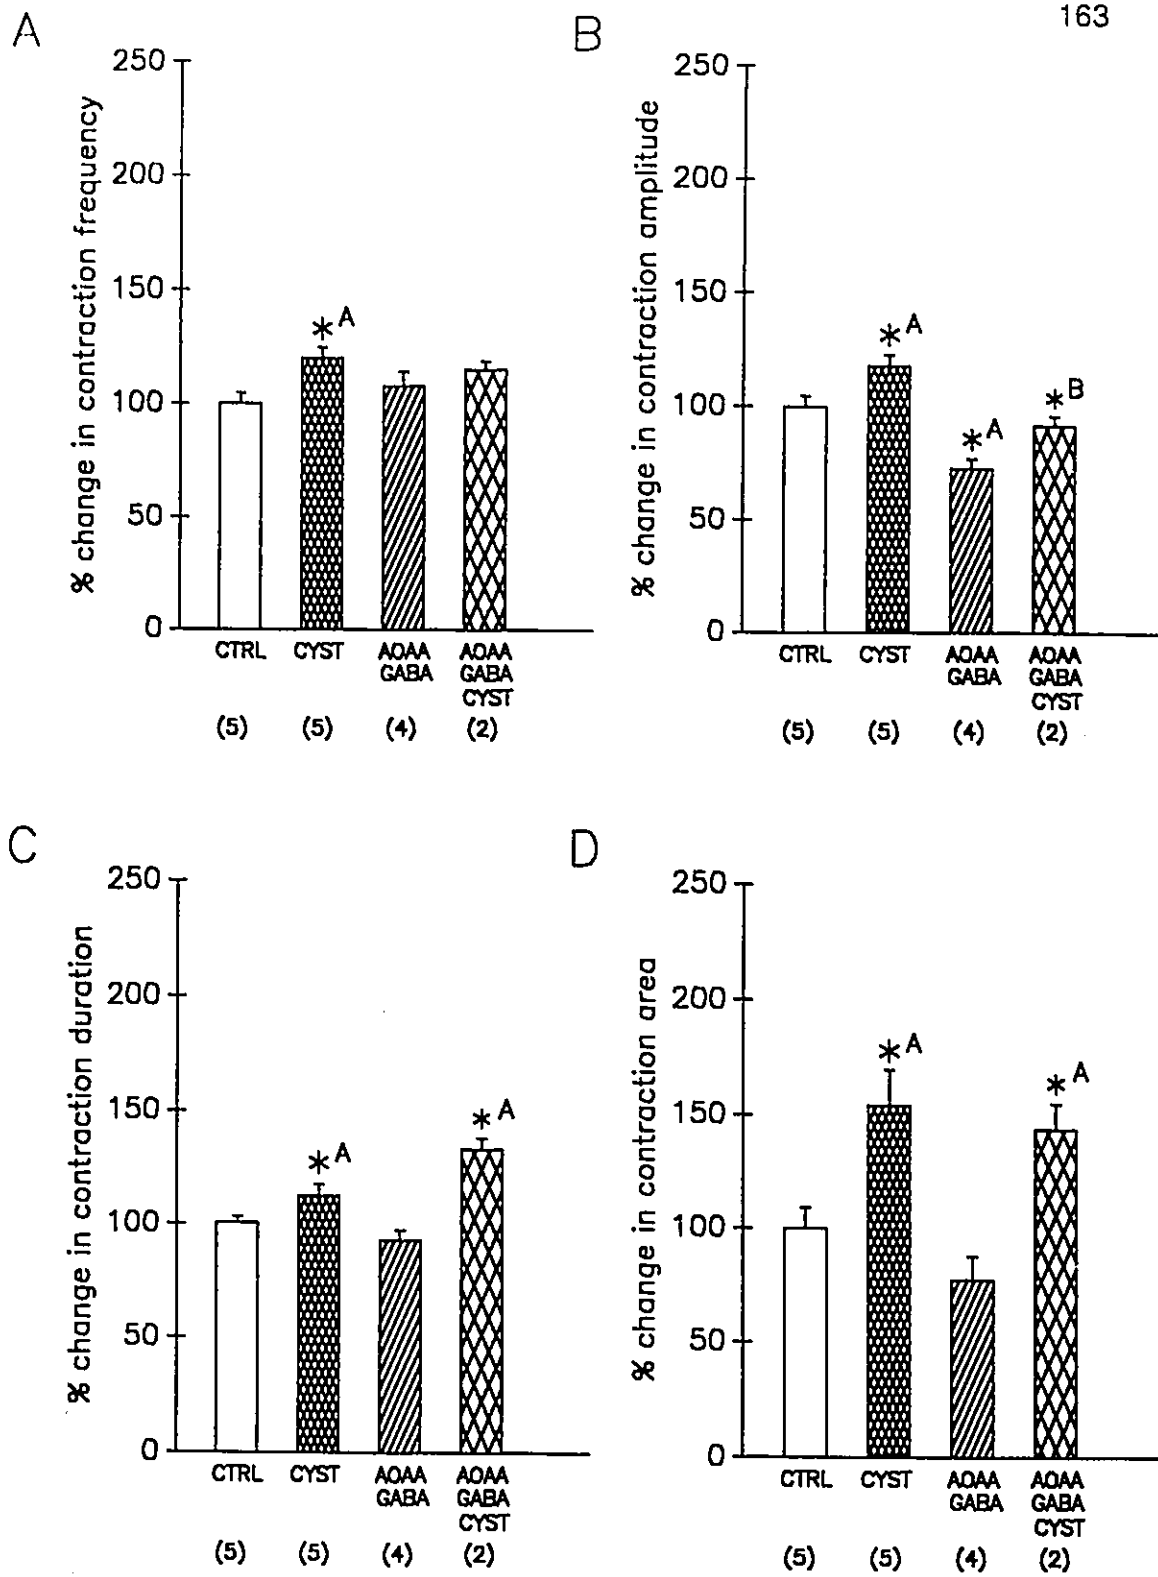 163
A
250
200
150
100
50
0
% change in contraction frequency
* A
CTRL CYST AOAA AOAA
GABA GABA
CYST
(5) (5) (4) (2)
B
250
200
150
100
50
0
% change in contraction amplitude
* A
* A
* B
CTRL CYST AOAA AOAA
GABA GABA
CYST
(5) (5) (4) (2)
C
250
200
150
100
50
0
% change in contraction duration
* A
* A
CTRL CYST AOAA AOAA
GABA GABA
CYST
(5) (5) (4) (2)
D
250
200
150
100
50
0
% change in contraction area
* A
* A
CTRL CYST AOAA AOAA
GABA GABA
CYST
(5) (5) (4) (2)